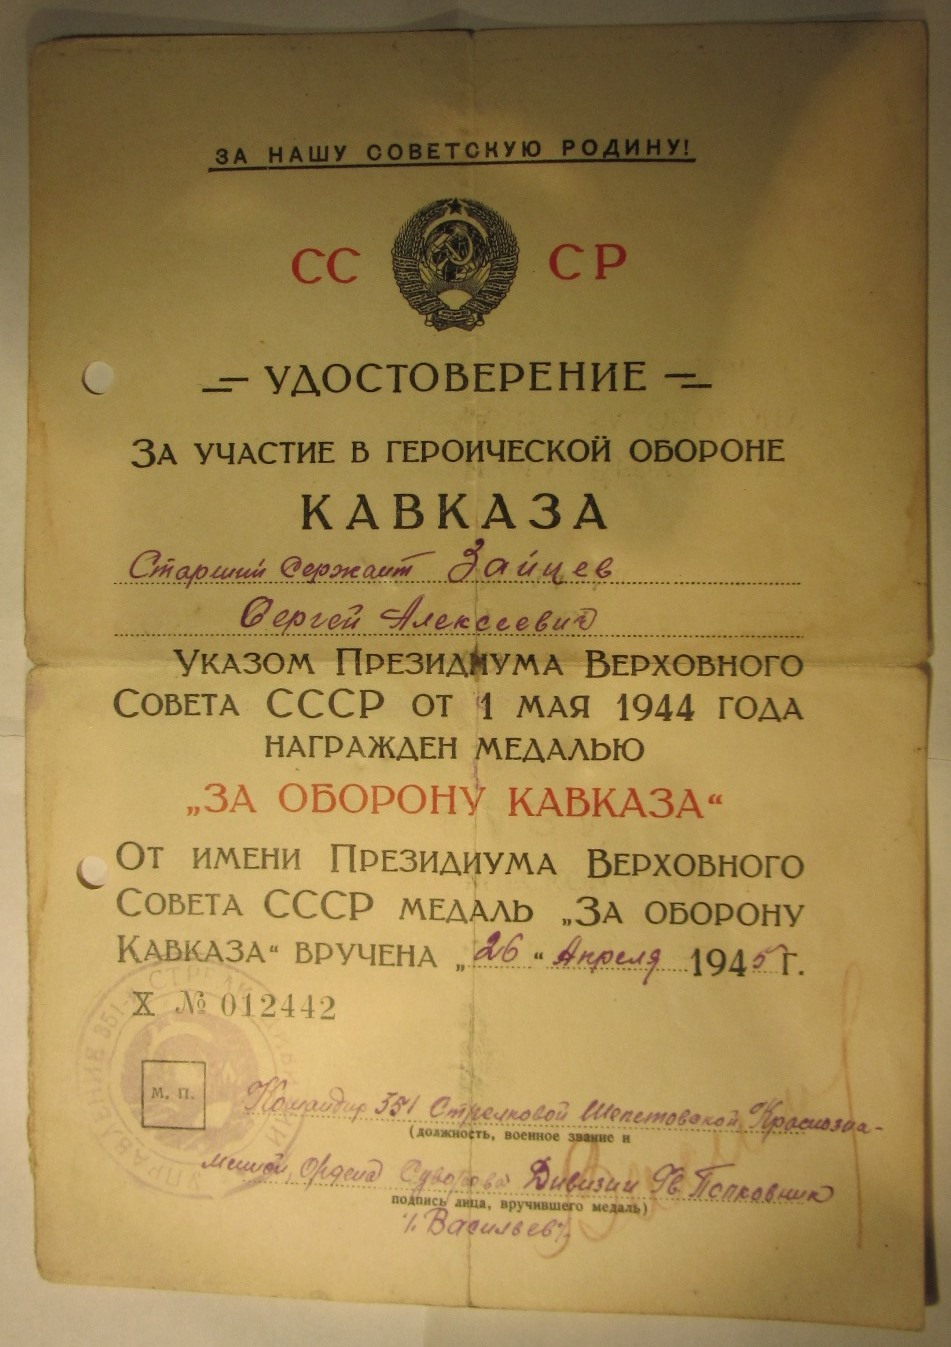 ЗА НАШУ СОВЕТСКУЮ РОДИНУ!
СС СР
УДОСТОВЕРЕНИЕ
ЗА УЧАСТИЕ В ГЕРОИЧЕСКОЙ ОБОРОНЕ
КАВКАЗА
Старший Сержант Зайцев
Сергей Алексеевич
УКАЗОМ ПРЕЗИДИУМА ВЕРХОВНОГО
СОВЕТА СССР ОТ 1 МАЯ 1944 ГОДА
НАГРАЖДЕН МЕДАЛЬЮ
„ЗА ОБОРОНУ КАВКАЗА“
ОТ ИМЕНИ ПРЕЗИДИУМА ВЕРХОВНОГО
СОВЕТА СССР МЕДАЛЬ „ЗА ОБОРОНУ
КАВКАЗА“ ВРУЧЕНА „26“ Апреля 1945 Г.
Х № 012442
М. П.
Командир 351 Стрелковой Шепетовской Краснозна-
(должность, военное звание и
менной, Ордена Суворова Дивизии Гв. Полковник
подпись лица, вручившего медаль)
/Васильев/.